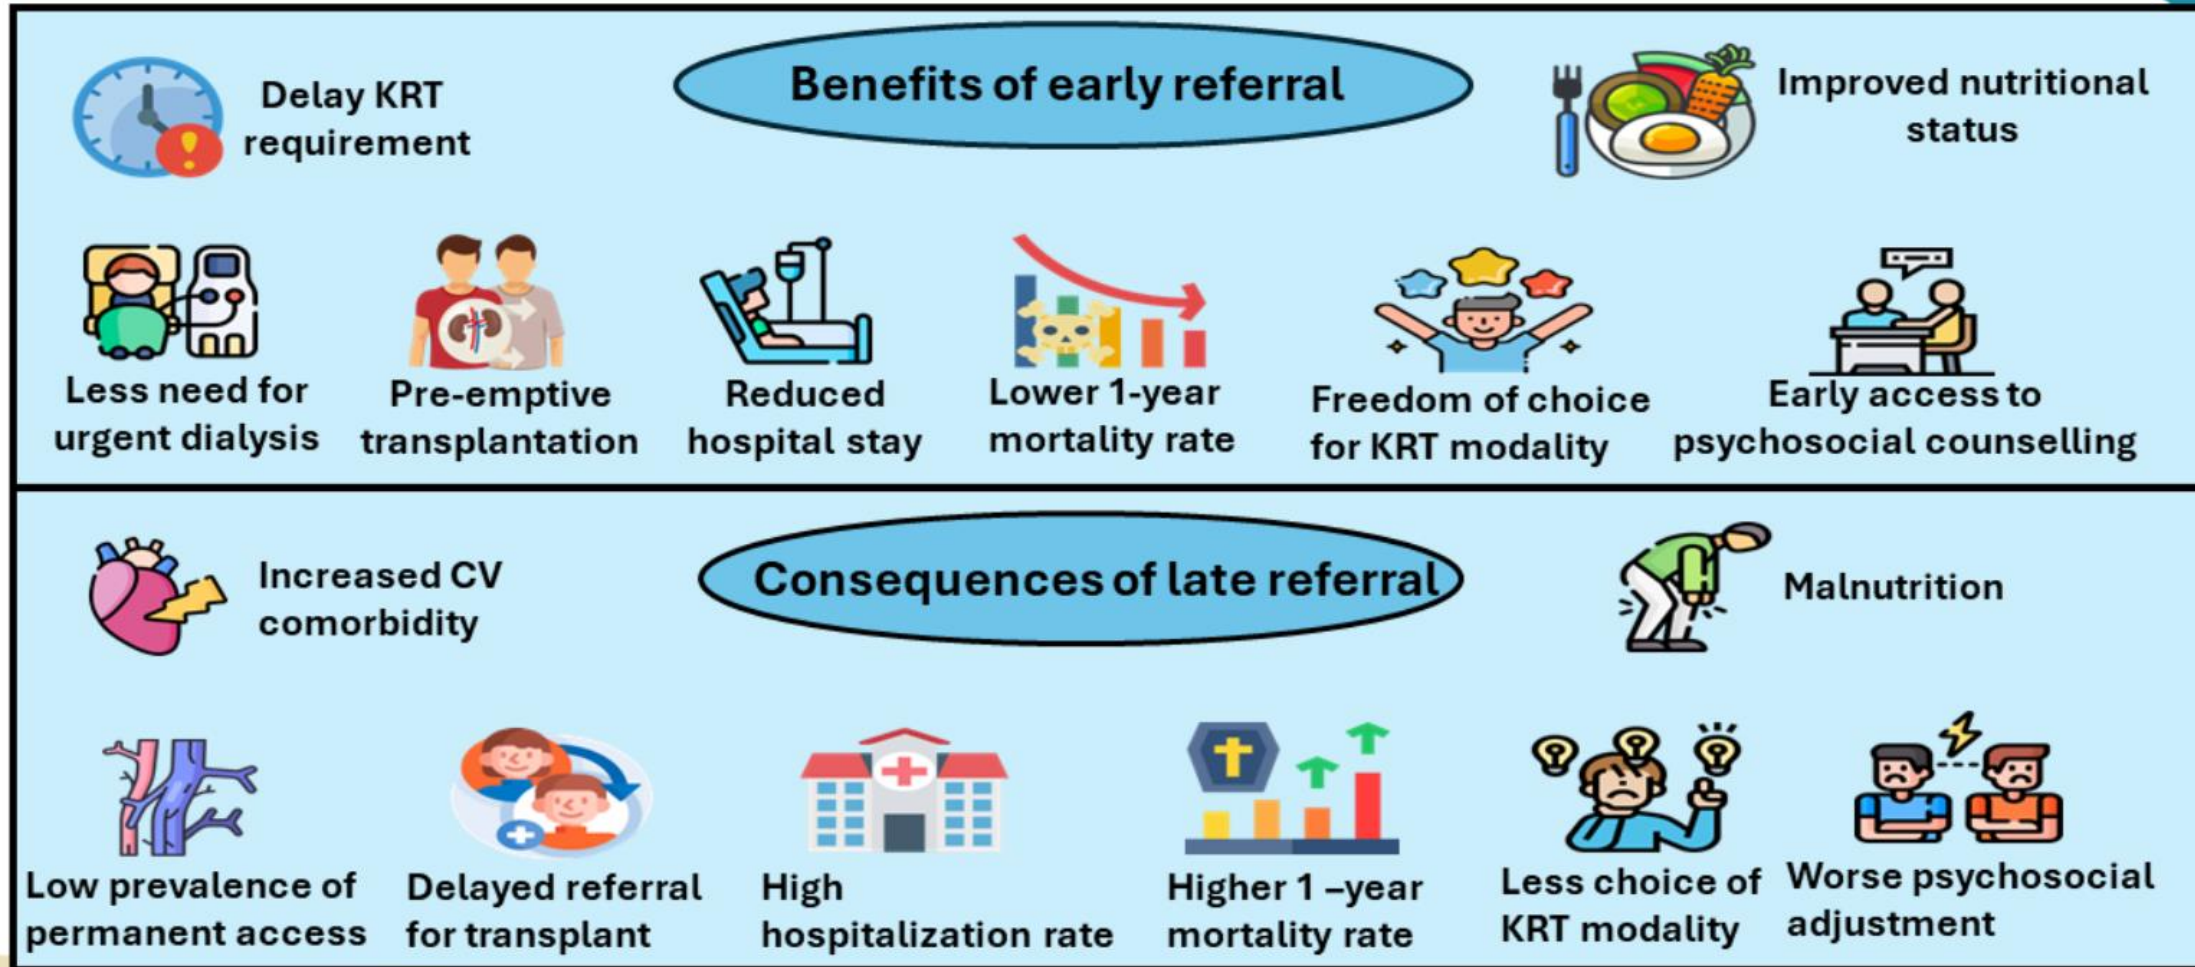 Benefits of early referral
Delay KRT
requirement
Improved nutritional
status
Less need for
urgent dialysis
Pre-emptive
transplantation
Reduced
hospital stay
Lower 1-year
mortality rate
Freedom of choice
for KRT modality
Early access to
psychosocial counselling
Consequences of late referral
Increased CV
comorbidity
Malnutrition
Low prevalence of
permanent access
Delayed referral
for transplant
High
hospitalization rate
Higher 1 –year
mortality rate
Less choice of
KRT modality
Worse psychosocial
adjustment